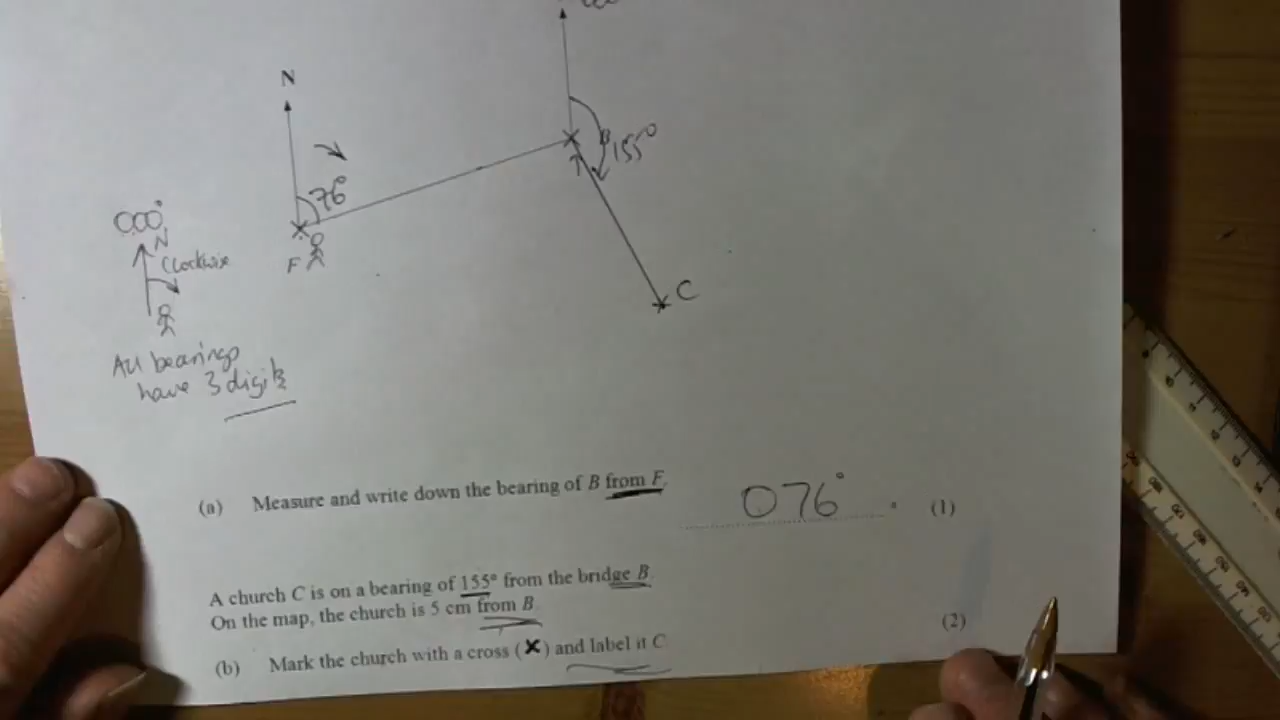 N
76°
155°
B
F
C
000°
N
Clockwise
All bearings
have 3 digits
(a) Measure and write down the bearing of B from F.
076° ° (1)
A church C is on a bearing of 155° from the bridge B.
On the map, the church is 5 cm from B.
(2)
(b) Mark the church with a cross (✗) and label it C.